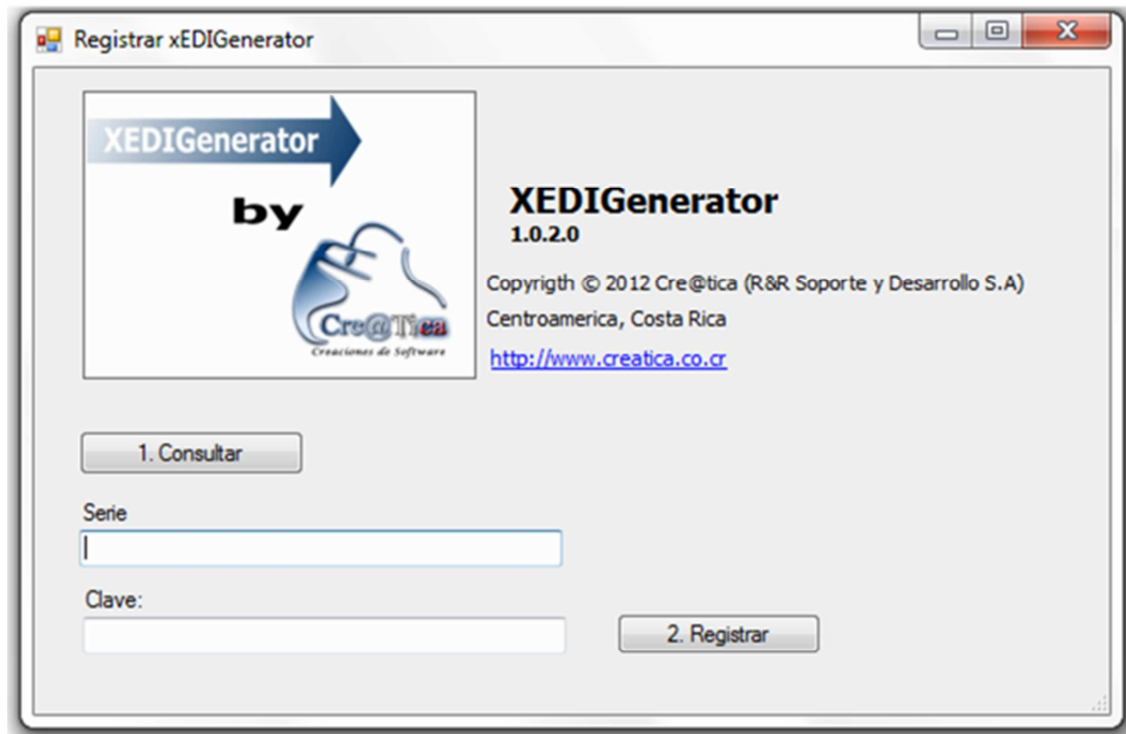 Registrar xEDIGenerator
XEDIGenerator
by
Cre@Tica
Creaciones de Software
XEDIGenerator
1.0.2.0
Copyrigth © 2012 Cre@tica (R&R Soporte y Desarrollo S.A)
Centroamerica, Costa Rica
http://www.creatica.co.cr
1. Consultar
Serie
Clave:
2. Registrar